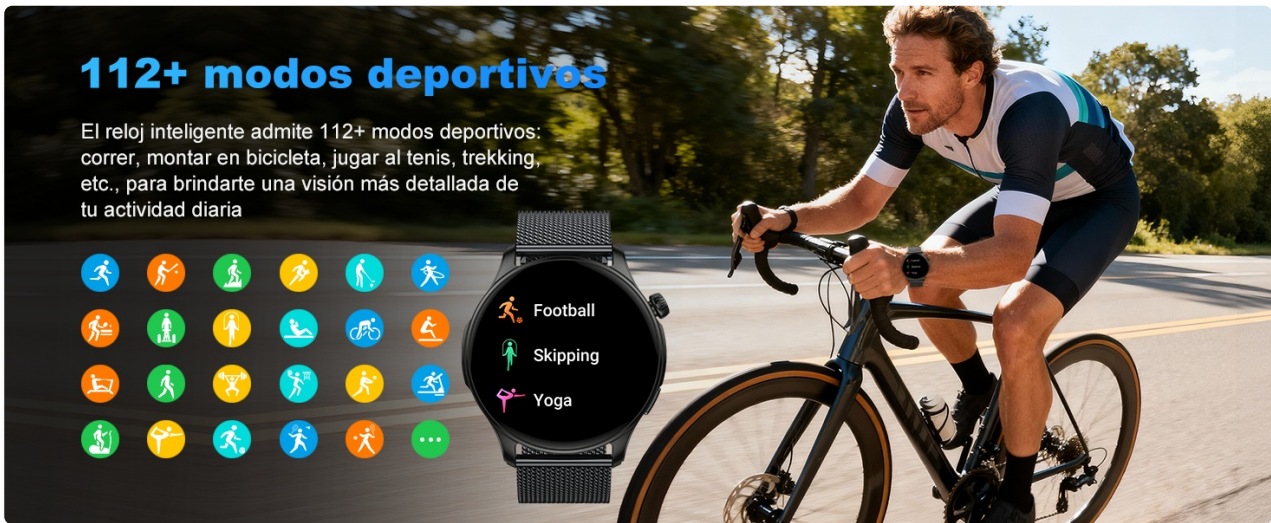 112+ modos deportivos
El reloj inteligente admite 112+ modos deportivos:
correr, montar en bicicleta, jugar al tenis, trekking,
etc., para brindarte una visión más detallada de
tu actividad diaria
Football
Skipping
Yoga